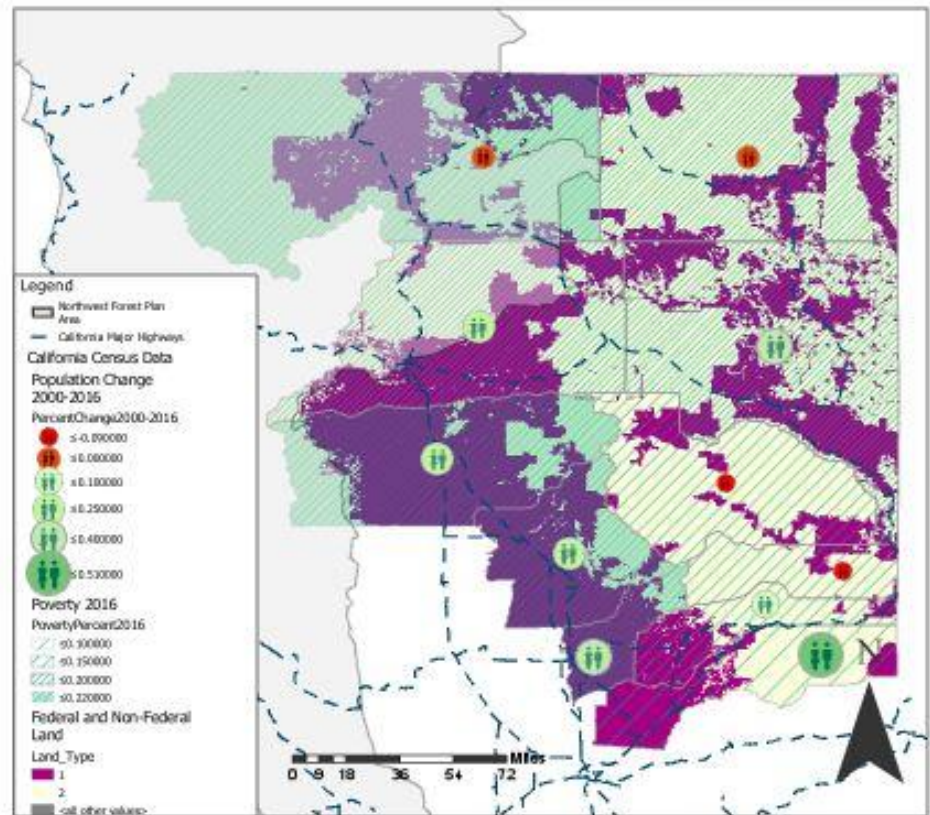 Legend
Northwest Forest Plan
Area
California Major Highways
California Census Data
Population Change
2000-2016
PercentChange2000-2016
≤-0.090000
≤0.000000
≤0.100000
≤0.250000
≤0.400000
≤0.510000
Poverty 2016
PovertyPercent2016
≤0.100000
≤0.150000
≤0.200000
≤0.220000
Federal and Non-Federal
Land
Land_Type
1
2
<all other values>
N
Miles
0 9 18 36 54 72